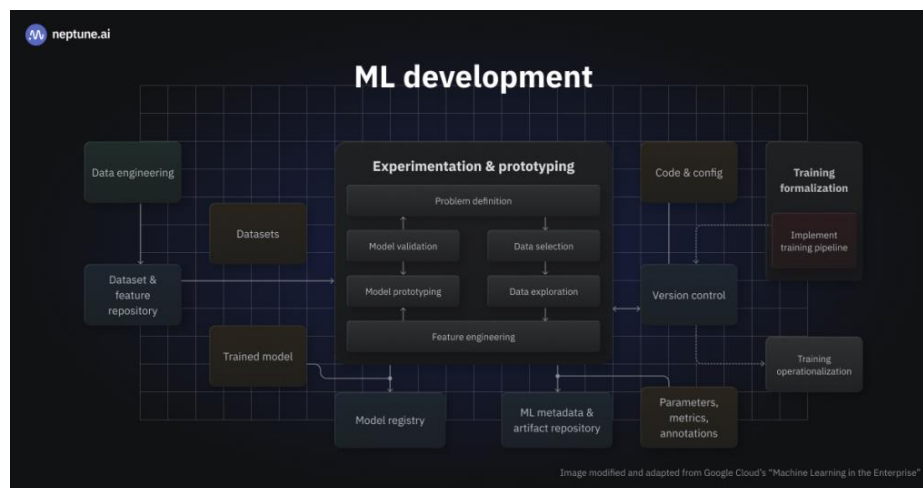 neptune.ai
ML development
Data engineering
Datasets
Dataset &
feature
repository
Trained model
Experimentation & prototyping
Problem definition
Model validation
Data selection
Model prototyping
Data exploration
Feature engineering
Model registry
ML metadata &
artifact repository
Code & config
Version control
Parameters,
metrics,
annotations
Training
formalization
Implement
training pipeline
Training
operationalization
Image modified and adapted from Google Cloud's "Machine Learning in the Enterprise"